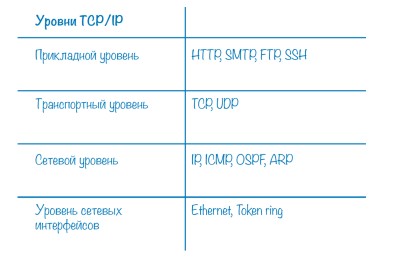 Уровни TCP/IP
Прикладной уровень HTTP, SMTP, FTP, SSH
Транспортный уровень TCP, UDP
Сетевой уровень IP, ICMP, OSPF, ARP
Уровень сетевых Ethernet, Token ring
интерфейсов